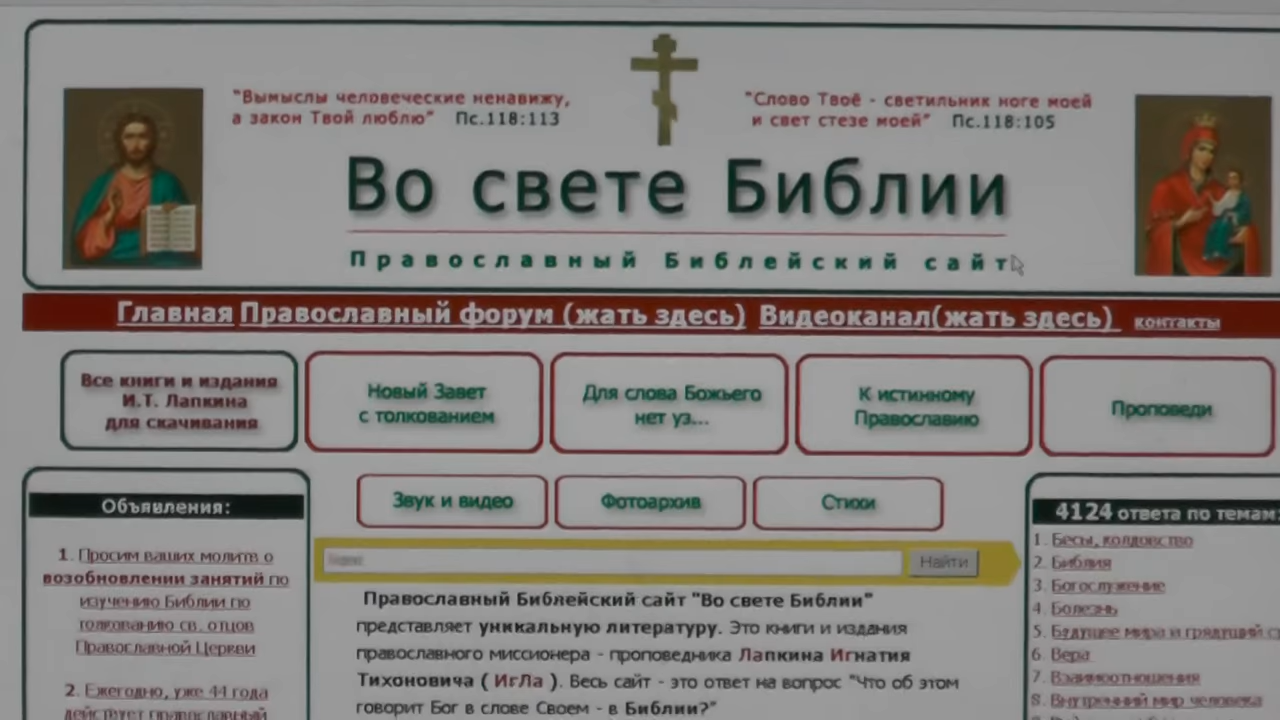 "Вымыслы человеческие ненавижу,
а закон Твой люблю" Пс.118:113
"Слово Твоё - светильник ноге моей
и свет стезе моей" Пс.118:105
Во свете Библии
Православный Библейский сайт
Главная Православный форум (жать здесь) Видеоканал(жать здесь) контакты
Все книги и издания
И.Т. Лапкина
для скачивания
Новый Завет
с толкованием
Для слова Божьего
нет уз...
К истинному
Православию
Проповеди
Звук и видео
Фотоархив
Стихи
Объявления:
1. Просим ваших молитв о
возобновлении занятий по
изучению Библии по
толкованию св. отцов
Православной Церкви
2. Ежегодно, уже 44 года
действует православный
Найти
Православный Библейский сайт "Во свете Библии"
представляет уникальную литературу. Это книги и издания
православного миссионера - проповедника Лапкина Игнатия
Тихоновича ( ИгЛа ). Весь сайт - это ответ на вопрос "Что об этом
говорит Бог в слове Своем - в Библии?"
4124 ответа по темам:
1. Бесы, колдовство
2. Библия
3. Богослужение
4. Болезнь
5. Будущее мира и грядущий
6. Вера
7. Взаимоотношения
8. Внутренний мир человека